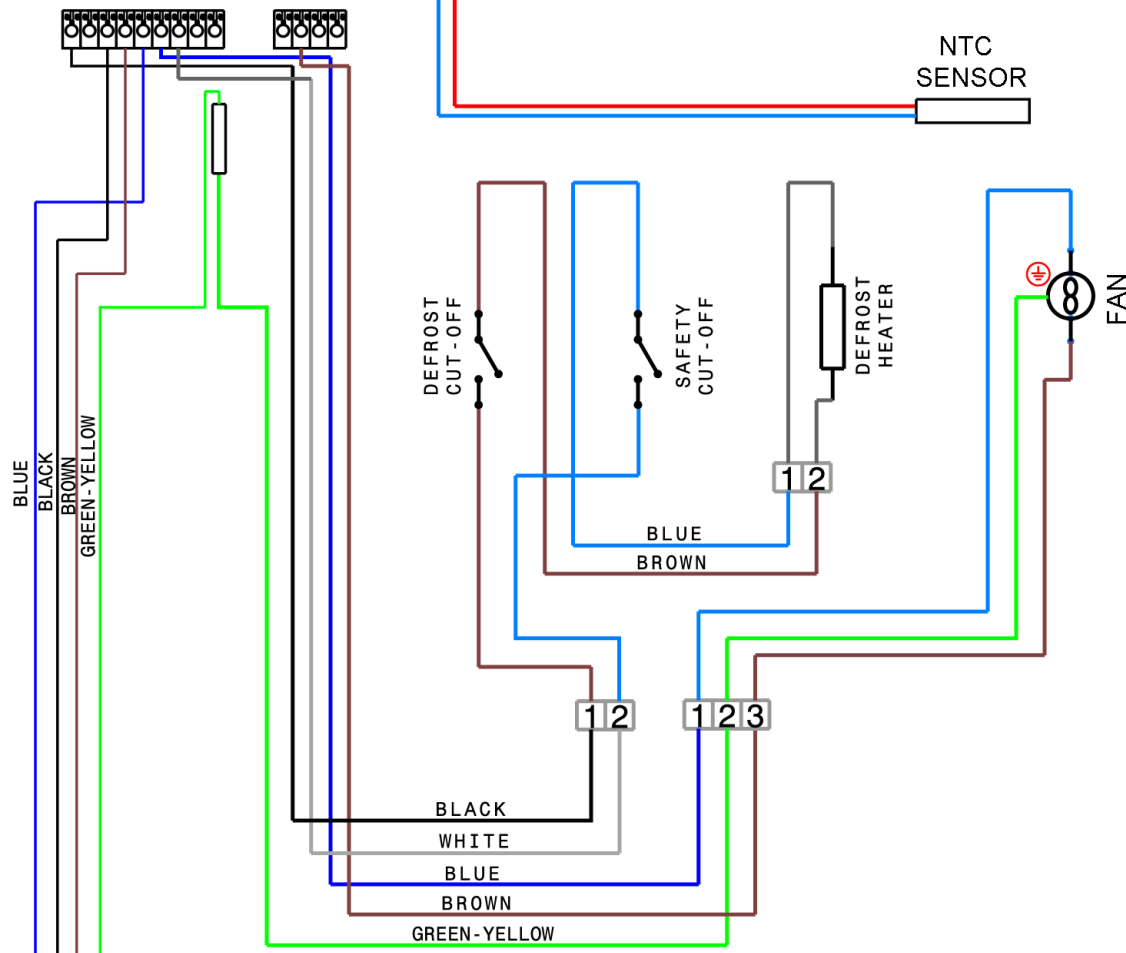 NTC
SENSOR
DEFROST
CUT-OFF
SAFETY
CUT-OFF
DEFROST
HEATER
FAN
BLUE
BLACK
BROWN
GREEN-YELLOW
1 2
BLUE
BROWN
1 2
1 2 3
BLACK
WHITE
BLUE
BROWN
GREEN-YELLOW